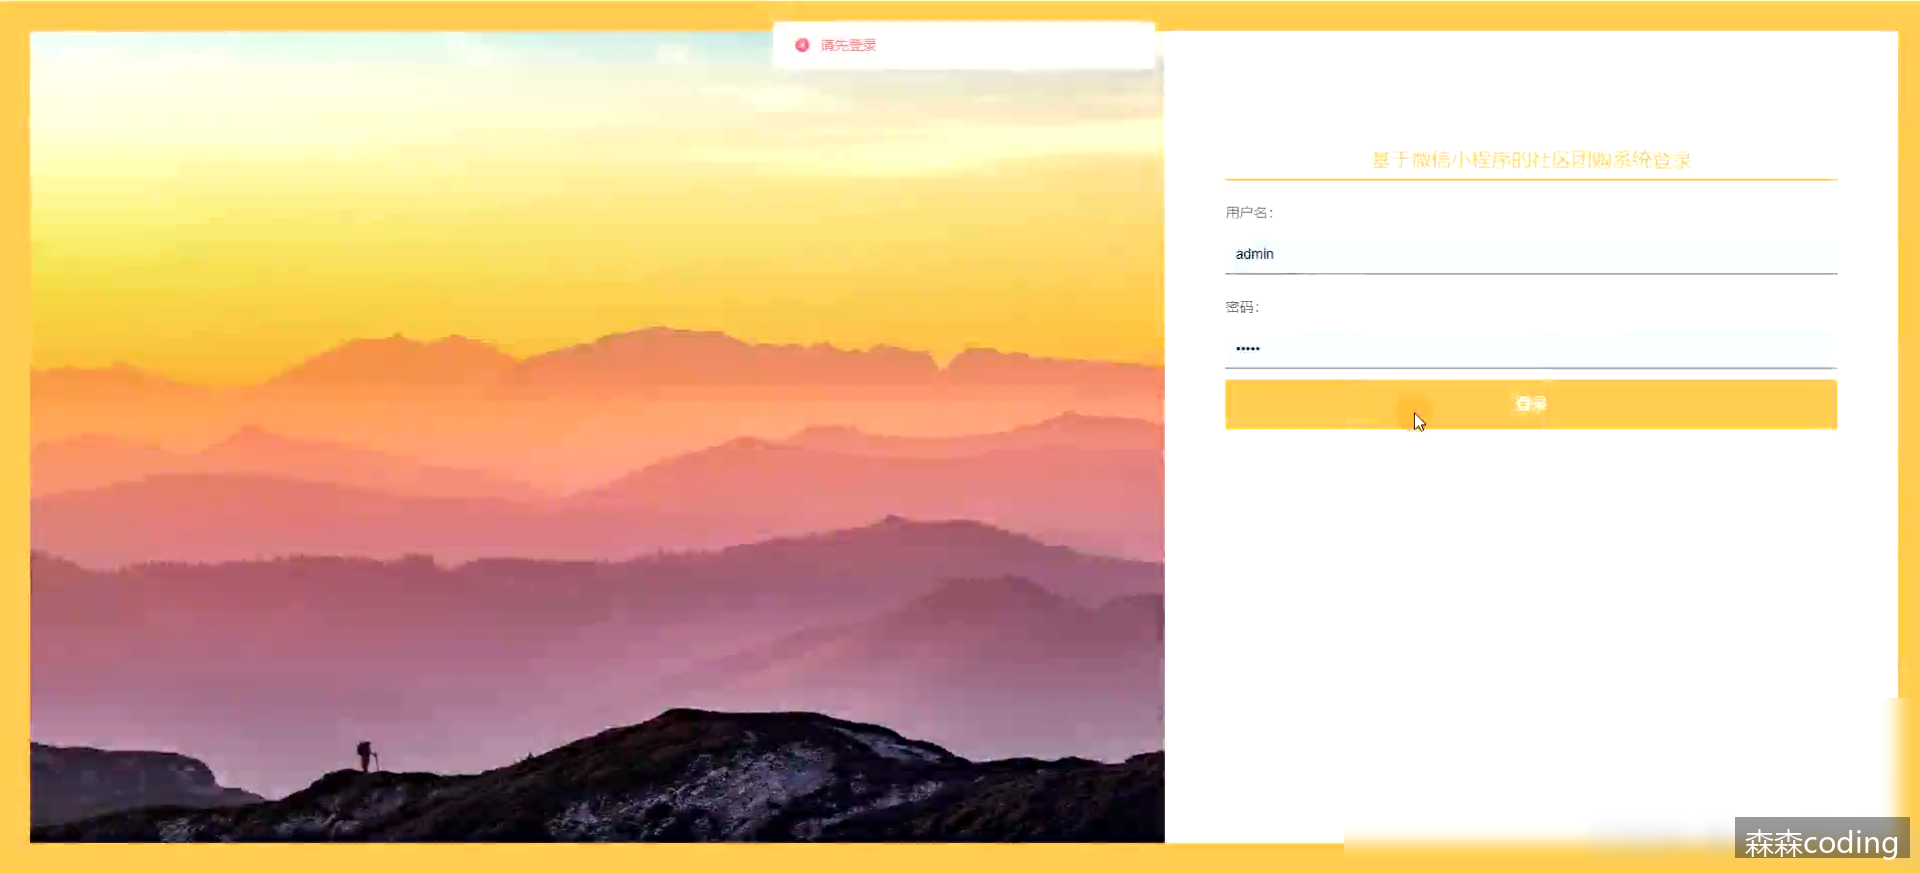 请先登录
基于微信小程序的社区团购系统登录
用户名：
admin
密码：
•••••
登录
森森coding